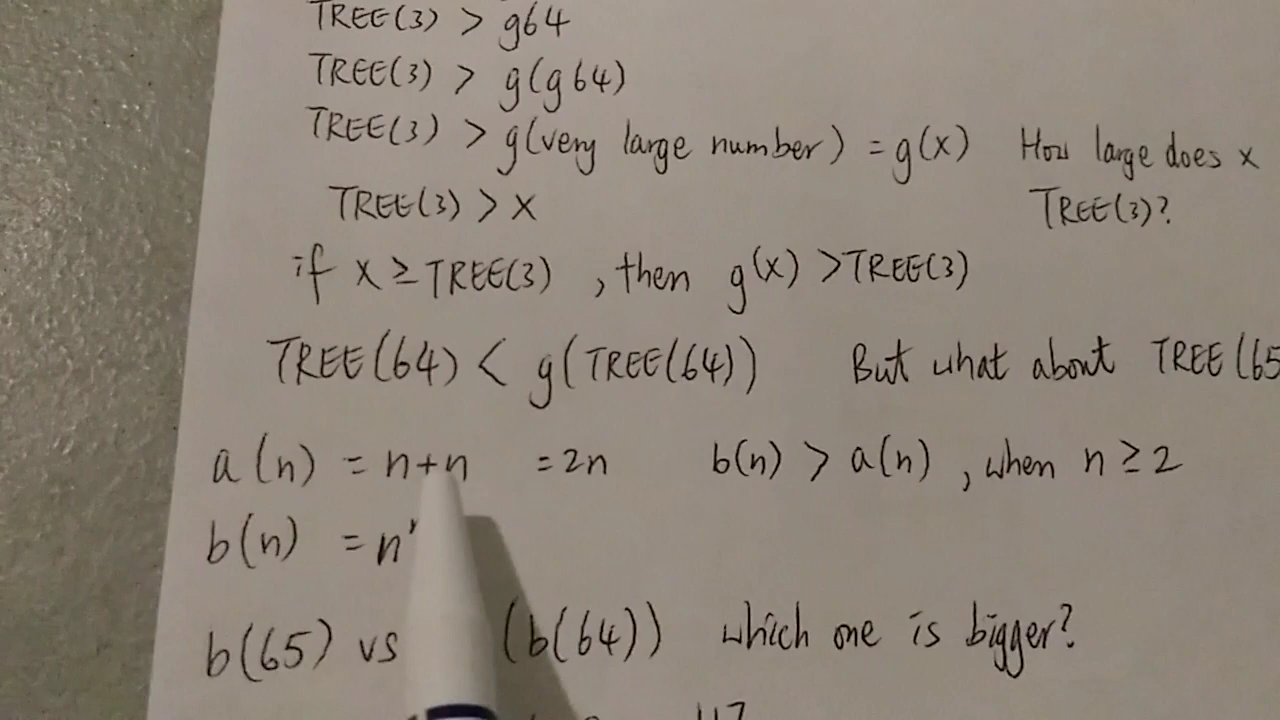 TREE(3) > g64
TREE(3) > g(g64)
TREE(3) > g(very large number) = g(x) How large does x
TREE(3) > x TREE(3)?
if x ≥ TREE(3) , then g(x) > TREE(3)
TREE(64) < g(TREE(64)) But what about TREE(65
a(n) = n+n = 2n b(n) > a(n) , when n ≥ 2
b(n) = n
b(65) vs (b(64)) which one is bigger?